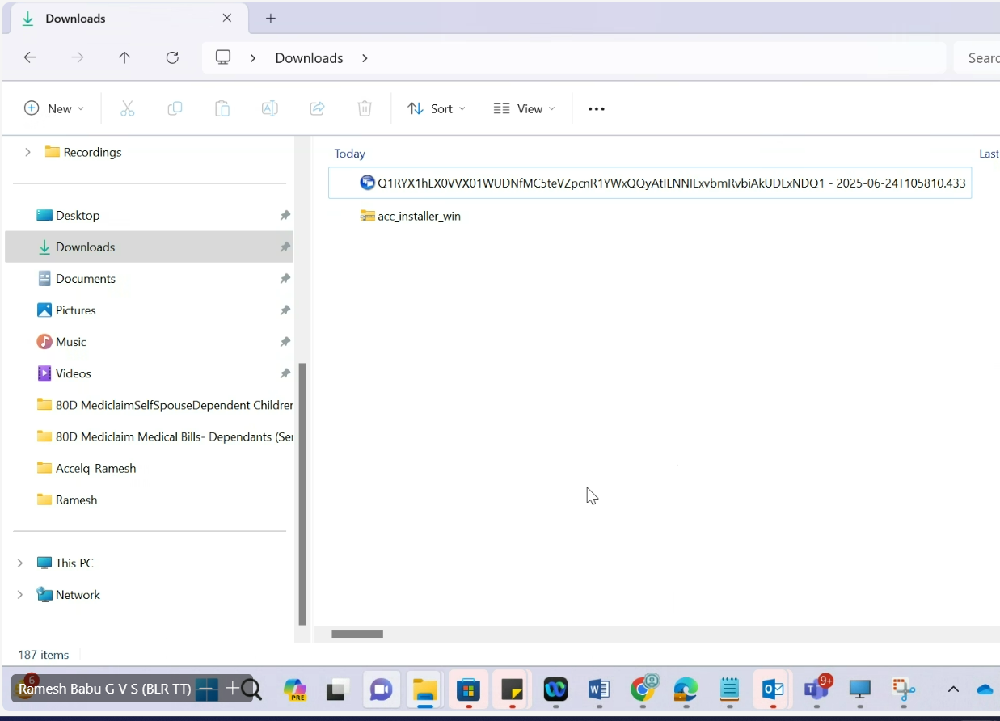 Downloads
Downloads
Sear
New
Sort
View
Recordings
Today
Last
Q1RYX1hEX0VVX01WUDNfMC5teVZpcnR1YWxQQyAtIENNIExvbmRvbiAkUDExNDQ1 - 2025-06-24T105810.433
acc_installer_win
Desktop
Downloads
Documents
Pictures
Music
Videos
80D MediclaimSelfSpouseDependent Childrer
80D Mediclaim Medical Bills- Dependants (Ser
Accelq_Ramesh
Ramesh
This PC
Network
187 items
6
Ramesh Babu G V S (BLR TT)
PRE
9+